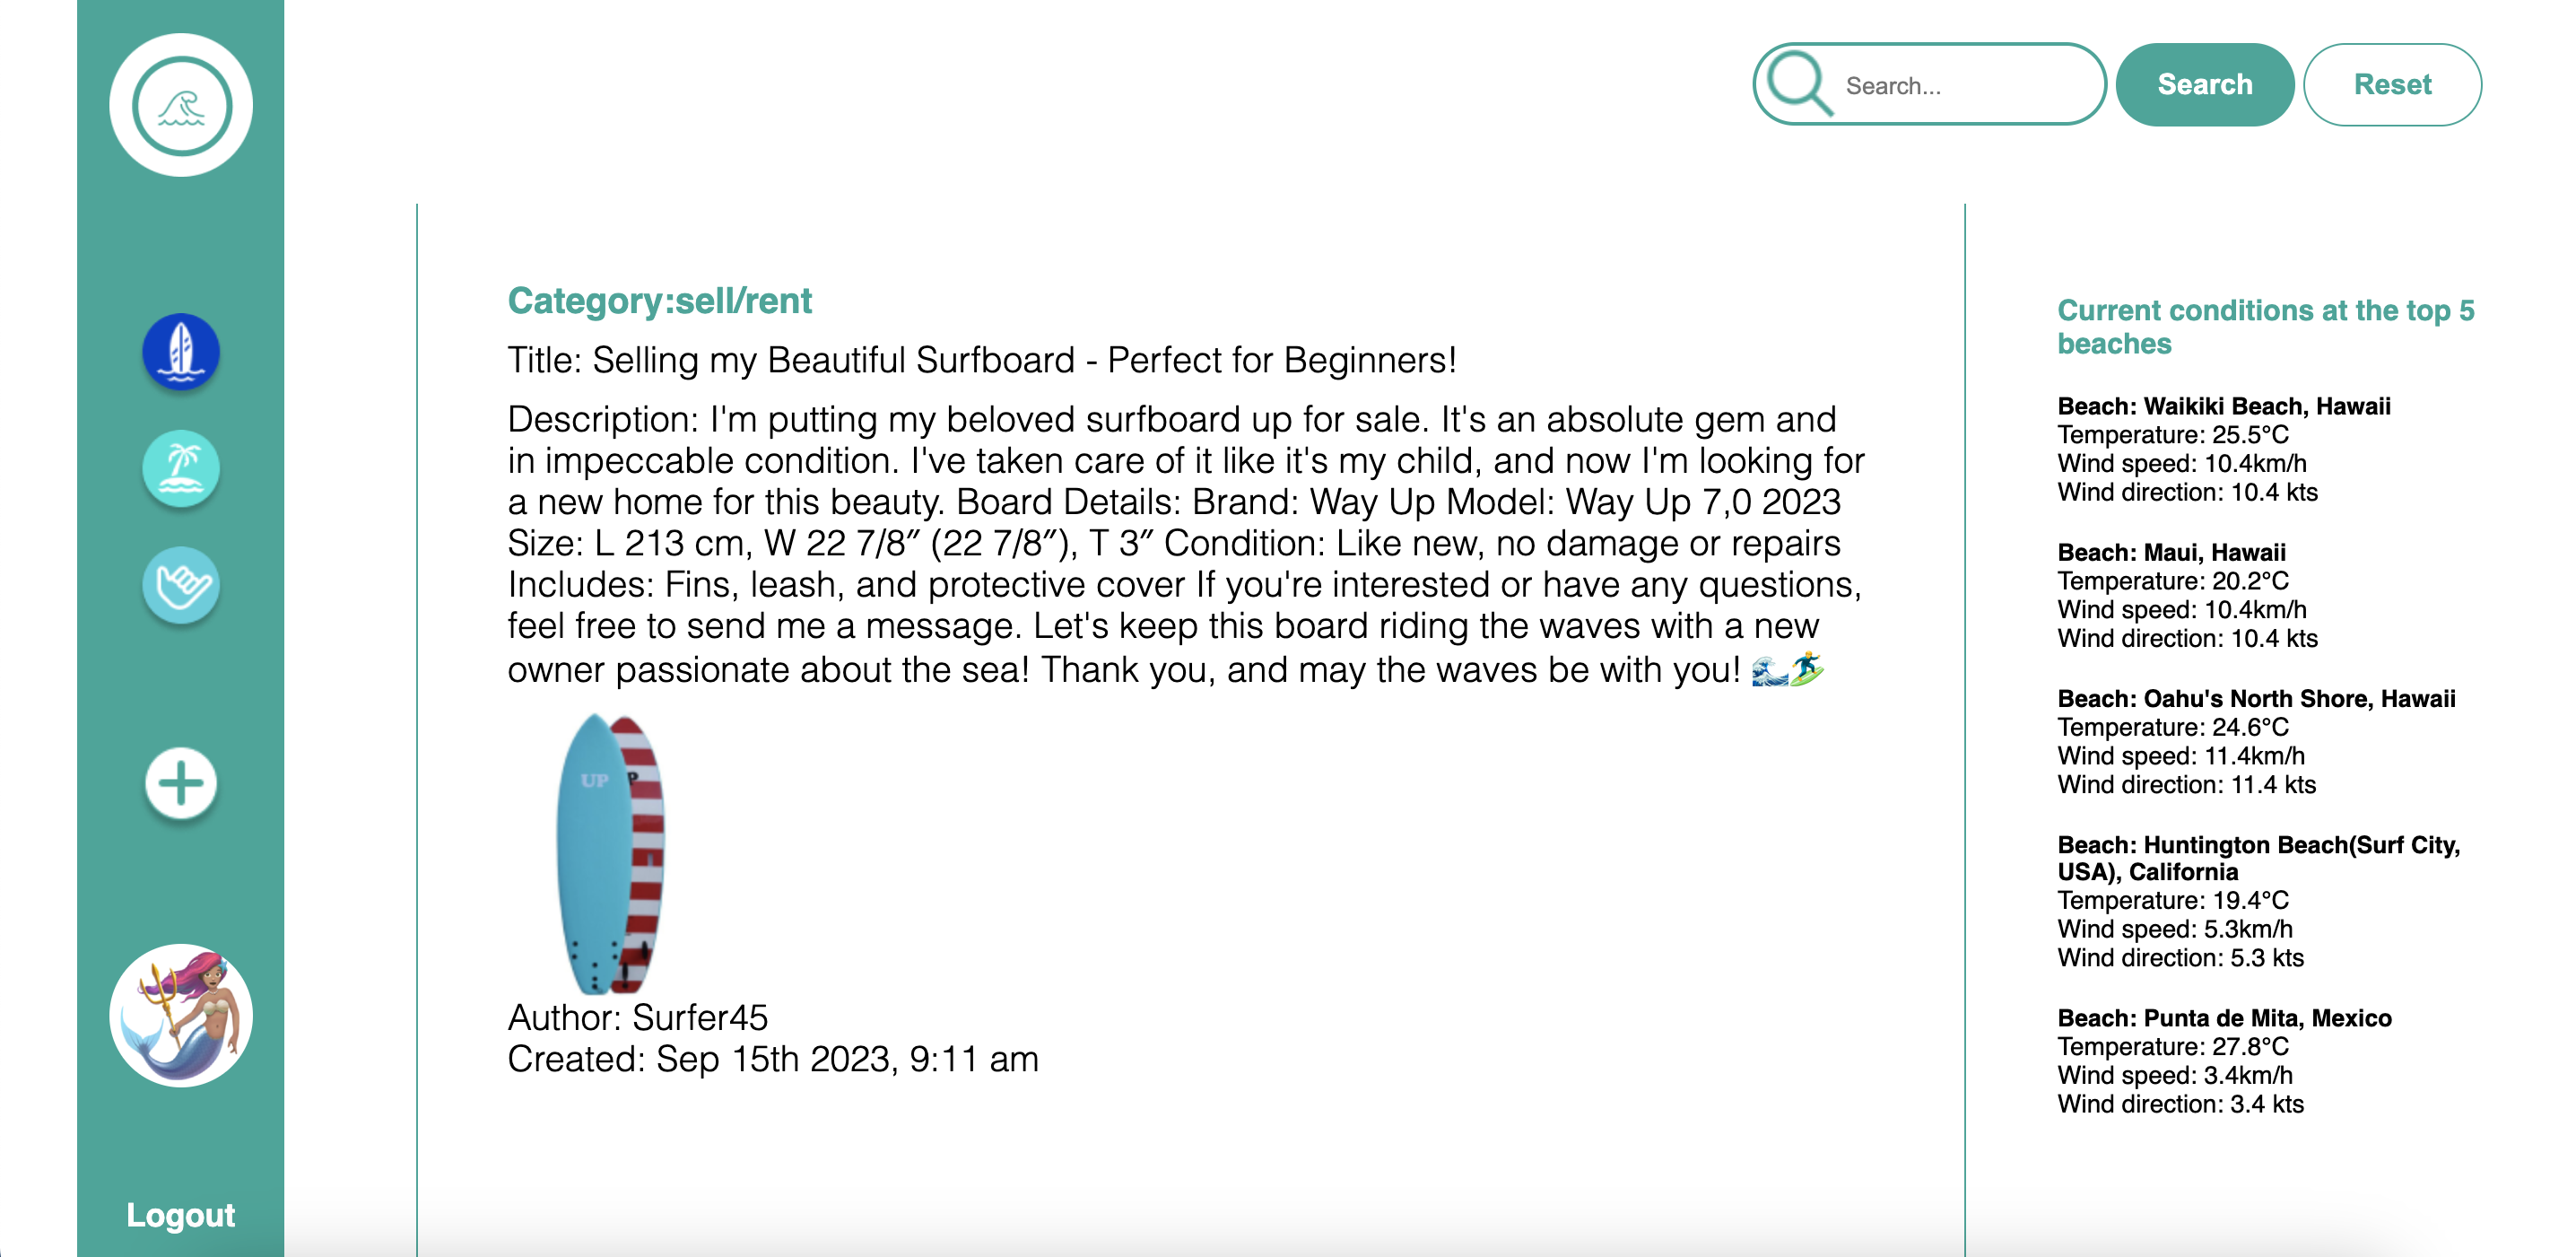 Search...
Search
Reset
Category:sell/rent
Title: Selling my Beautiful Surfboard - Perfect for Beginners!
Description: I'm putting my beloved surfboard up for sale. It's an absolute gem and
in impeccable condition. I've taken care of it like it's my child, and now I'm looking for
a new home for this beauty. Board Details: Brand: Way Up Model: Way Up 7,0 2023
Size: L 213 cm, W 22 7/8″ (22 7/8″), T 3″ Condition: Like new, no damage or repairs
Includes: Fins, leash, and protective cover If you're interested or have any questions,
feel free to send me a message. Let's keep this board riding the waves with a new
owner passionate about the sea! Thank you, and may the waves be with you! 🌊🏄
UP
P
Author: Surfer45
Created: Sep 15th 2023, 9:11 am
Current conditions at the top 5
beaches
Beach: Waikiki Beach, Hawaii
Temperature: 25.5°C
Wind speed: 10.4km/h
Wind direction: 10.4 kts
Beach: Maui, Hawaii
Temperature: 20.2°C
Wind speed: 10.4km/h
Wind direction: 10.4 kts
Beach: Oahu's North Shore, Hawaii
Temperature: 24.6°C
Wind speed: 11.4km/h
Wind direction: 11.4 kts
Beach: Huntington Beach(Surf City,
USA), California
Temperature: 19.4°C
Wind speed: 5.3km/h
Wind direction: 5.3 kts
Beach: Punta de Mita, Mexico
Temperature: 27.8°C
Wind speed: 3.4km/h
Wind direction: 3.4 kts
Logout